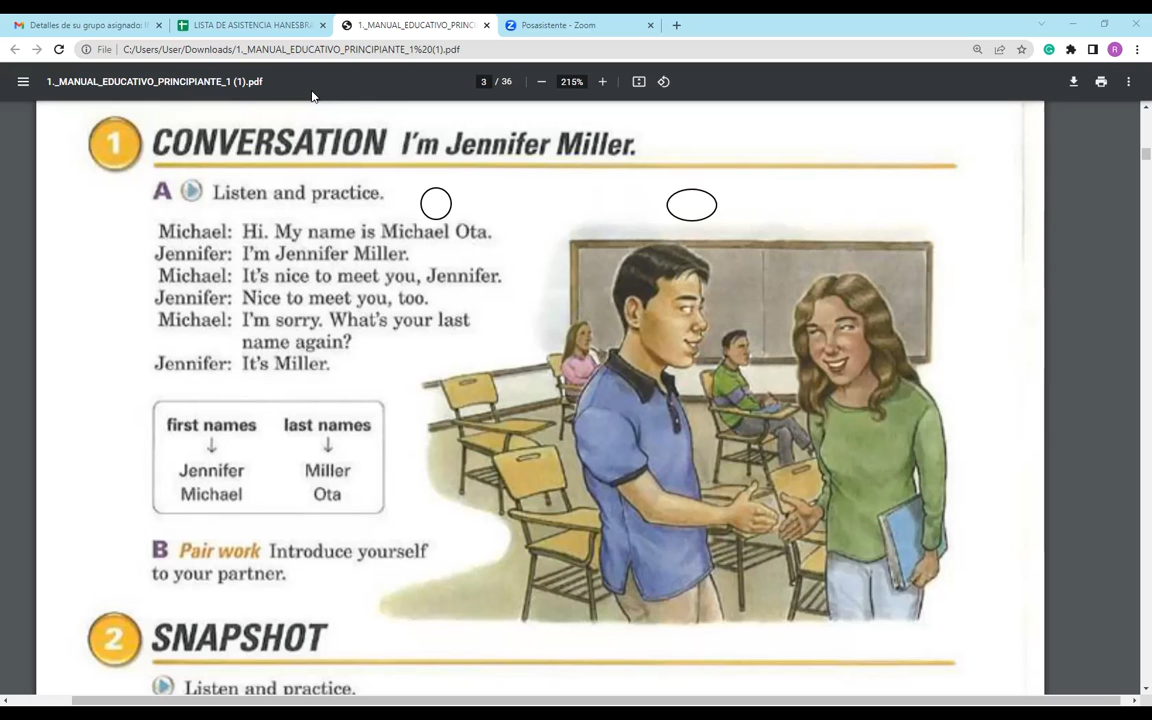 Detalles de su grupo asignado: II
LISTA DE ASISTENCIA HANESBRA
1._MANUAL_EDUCATIVO_PRINCIP
Posasistente - Zoom
File
C:/Users/User/Downloads/1._MANUAL_EDUCATIVO_PRINCIPIANTE_1%20(1).pdf
R
1._MANUAL_EDUCATIVO_PRINCIPIANTE_1 (1).pdf
3 / 36
215%
1 CONVERSATION I'm Jennifer Miller.
A Listen and practice.
Michael: Hi. My name is Michael Ota.
Jennifer: I'm Jennifer Miller.
Michael: It's nice to meet you, Jennifer.
Jennifer: Nice to meet you, too.
Michael: I'm sorry. What's your last
name again?
Jennifer: It's Miller.
first names last names
↓ ↓
Jennifer Miller
Michael Ota
B Pair work Introduce yourself
to your partner.
2 SNAPSHOT
Listen and practice.